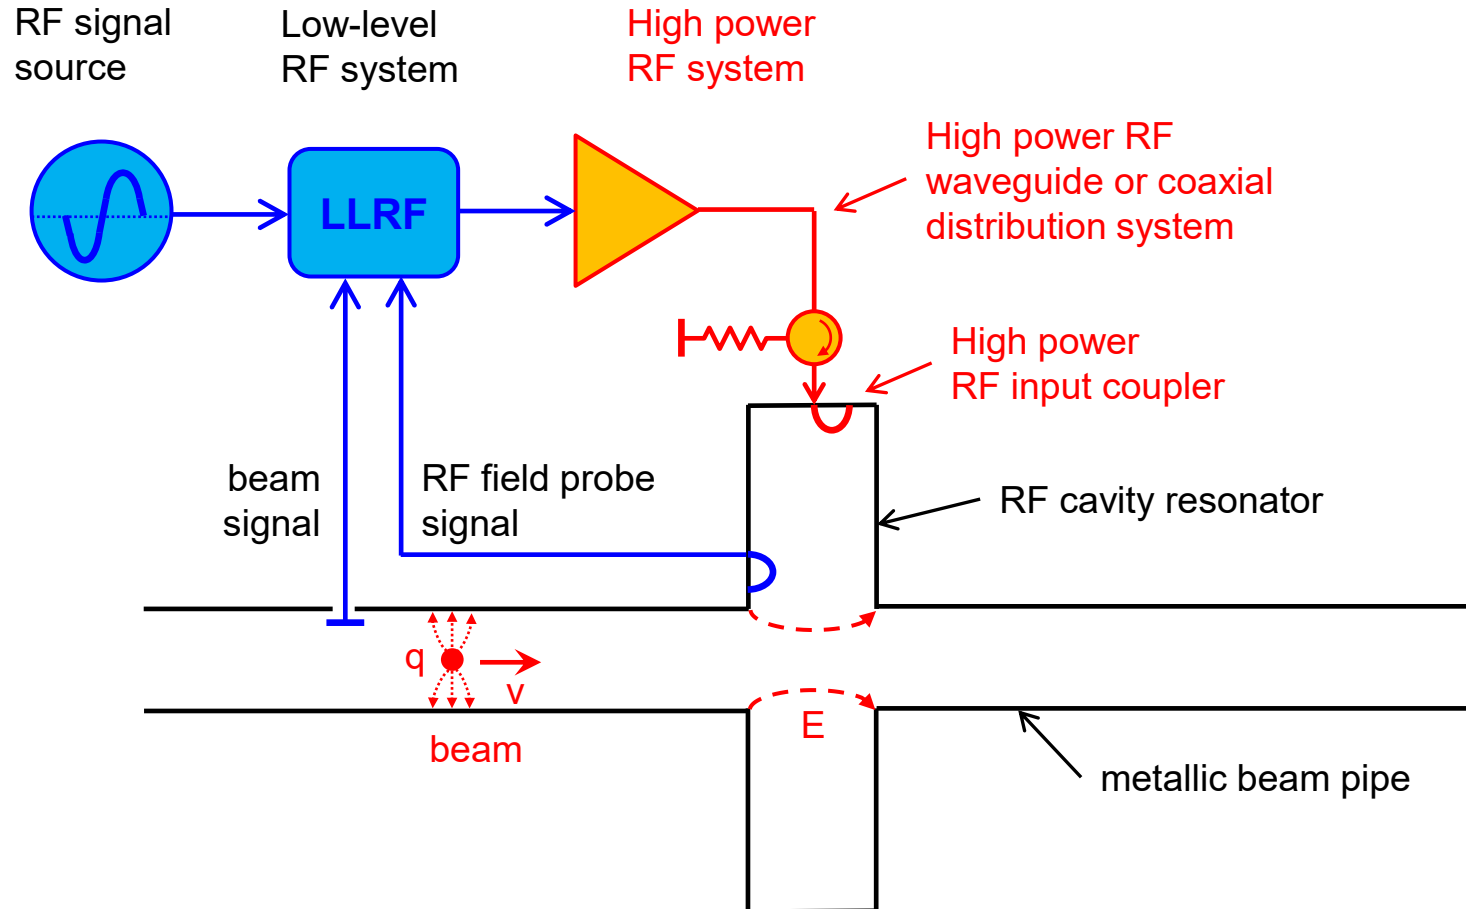 RF signal
source
Low-level
RF system
High power
RF system
High power RF
waveguide or coaxial
distribution system
LLRF
High power
RF input coupler
beam
signal
RF field probe
signal
RF cavity resonator
q
v
beam
E
metallic beam pipe